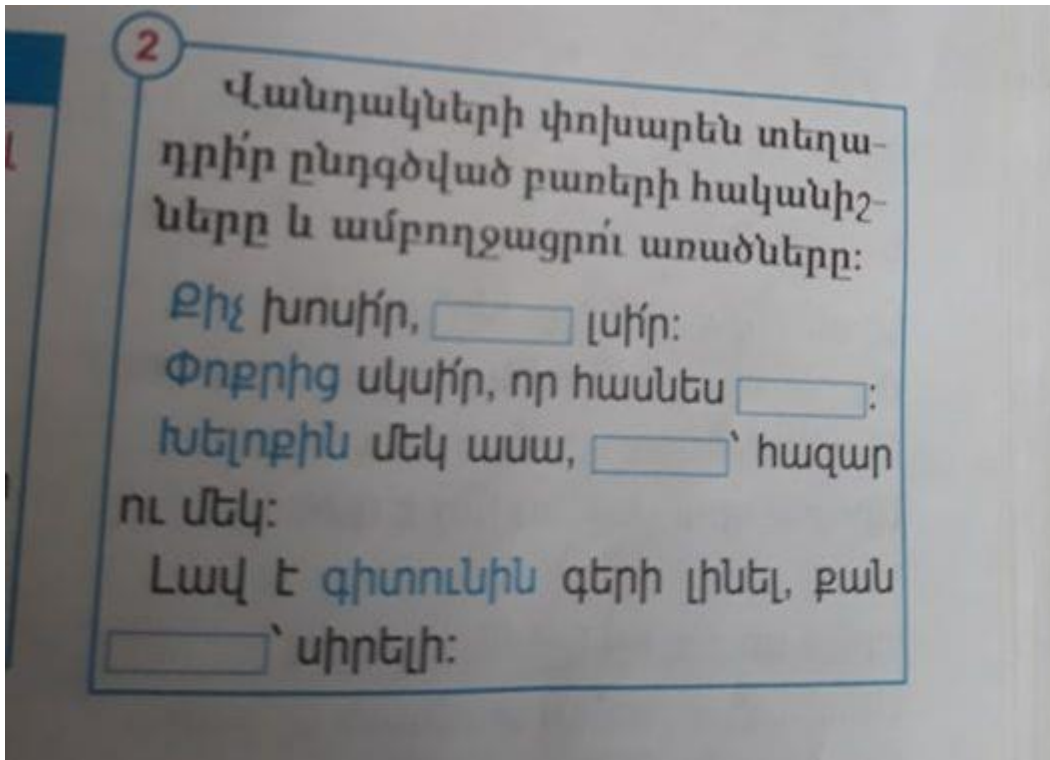 2
Վանդակների փոխարեն տեղա-
դրի՛ր ընդգծված բառերի հականիշ-
ները և ամբողջացրո՛ւ առածները:
Քիչ խոսի՛ր, լսի՛ր:
Փոքրից սկսի՛ր, որ հասնես :
Խելոքին մեկ ասա, ՝ հազար
ու մեկ:
Լավ է գիտունին գերի լինել, քան
՝ սիրելի: